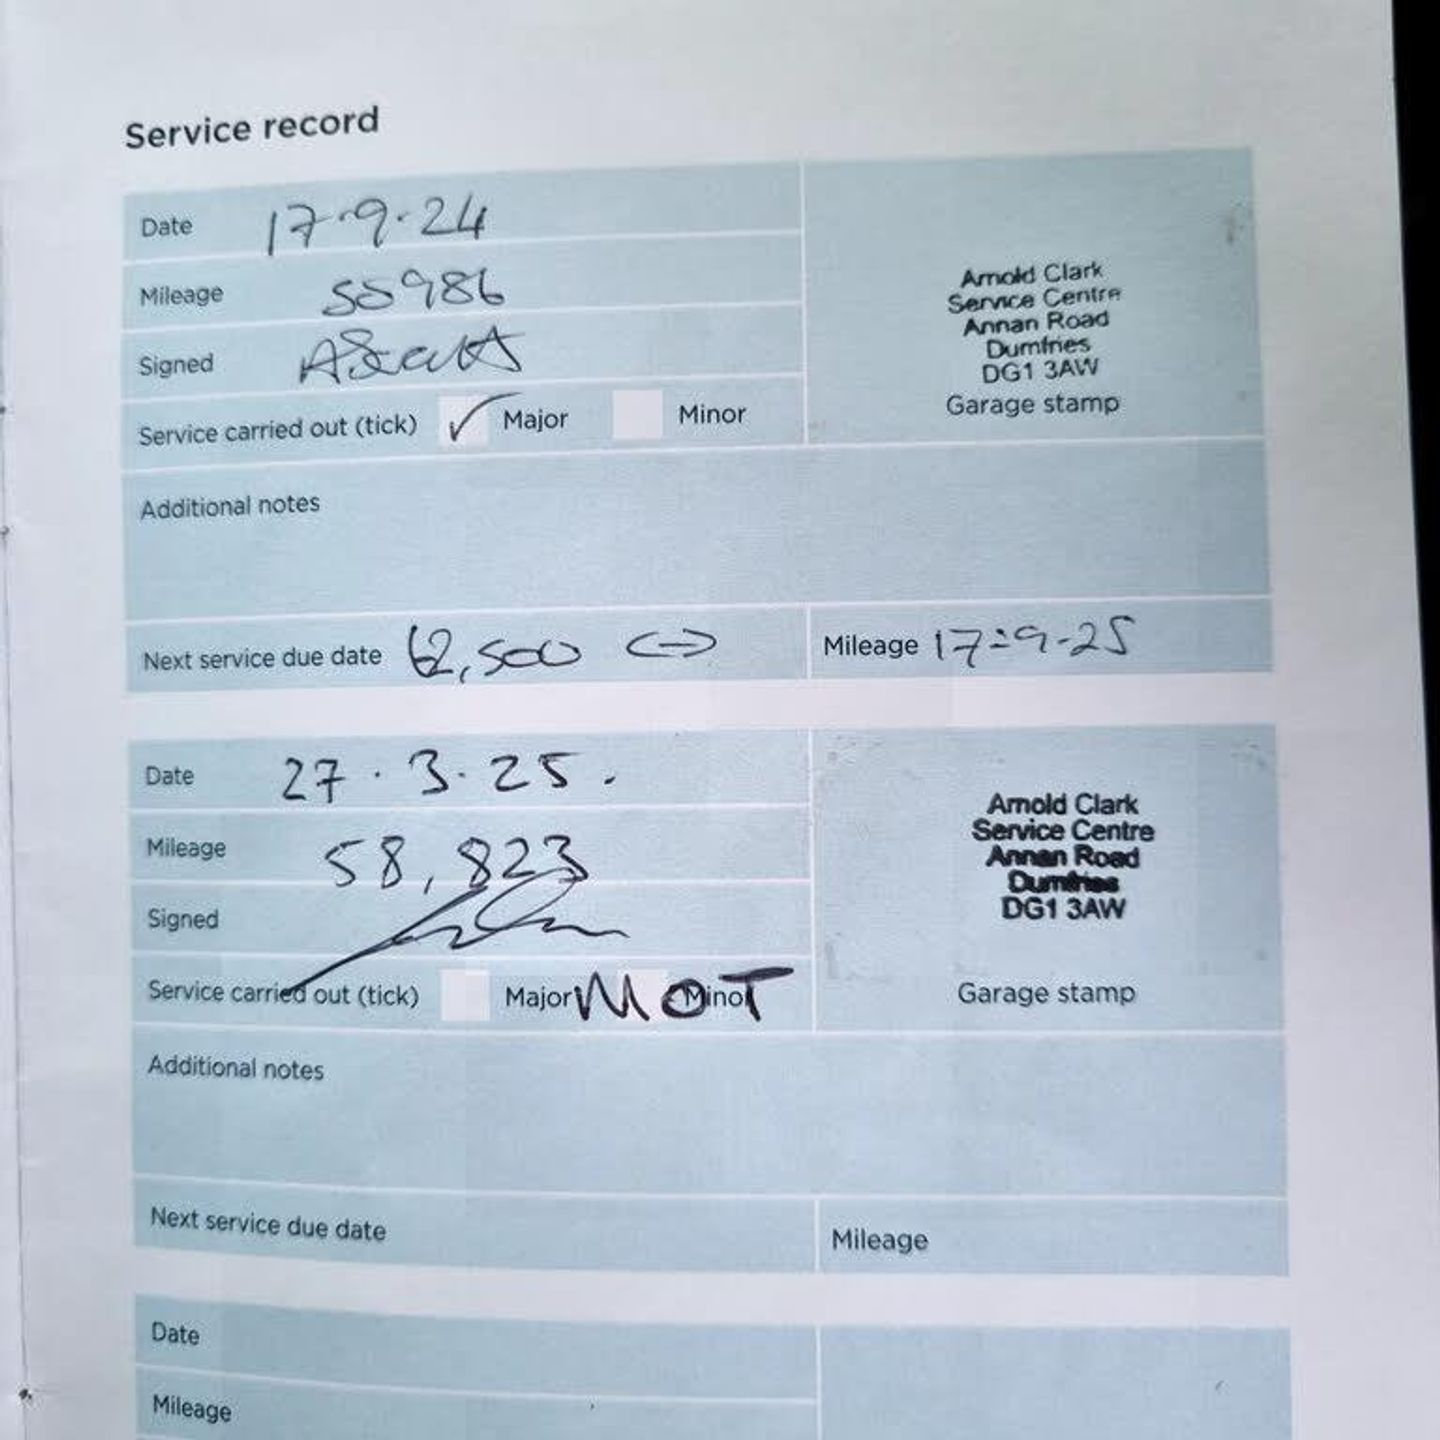 Service record
Date 17.9.24
Mileage 55986
Signed
Service carried out (tick) ✓ Major Minor
Arnold Clark
Service Centre
Annan Road
Dumfries
DG1 3AW
Garage stamp
Additional notes
Next service due date 62,500 <->
Mileage 17-9-25
Date 27.3.25.
Mileage 58,823
Signed
Service carried out (tick) Major Minor MOT
Arnold Clark
Service Centre
Annan Road
Dumfries
DG1 3AW
Garage stamp
Additional notes
Next service due date
Mileage
Date
Mileage